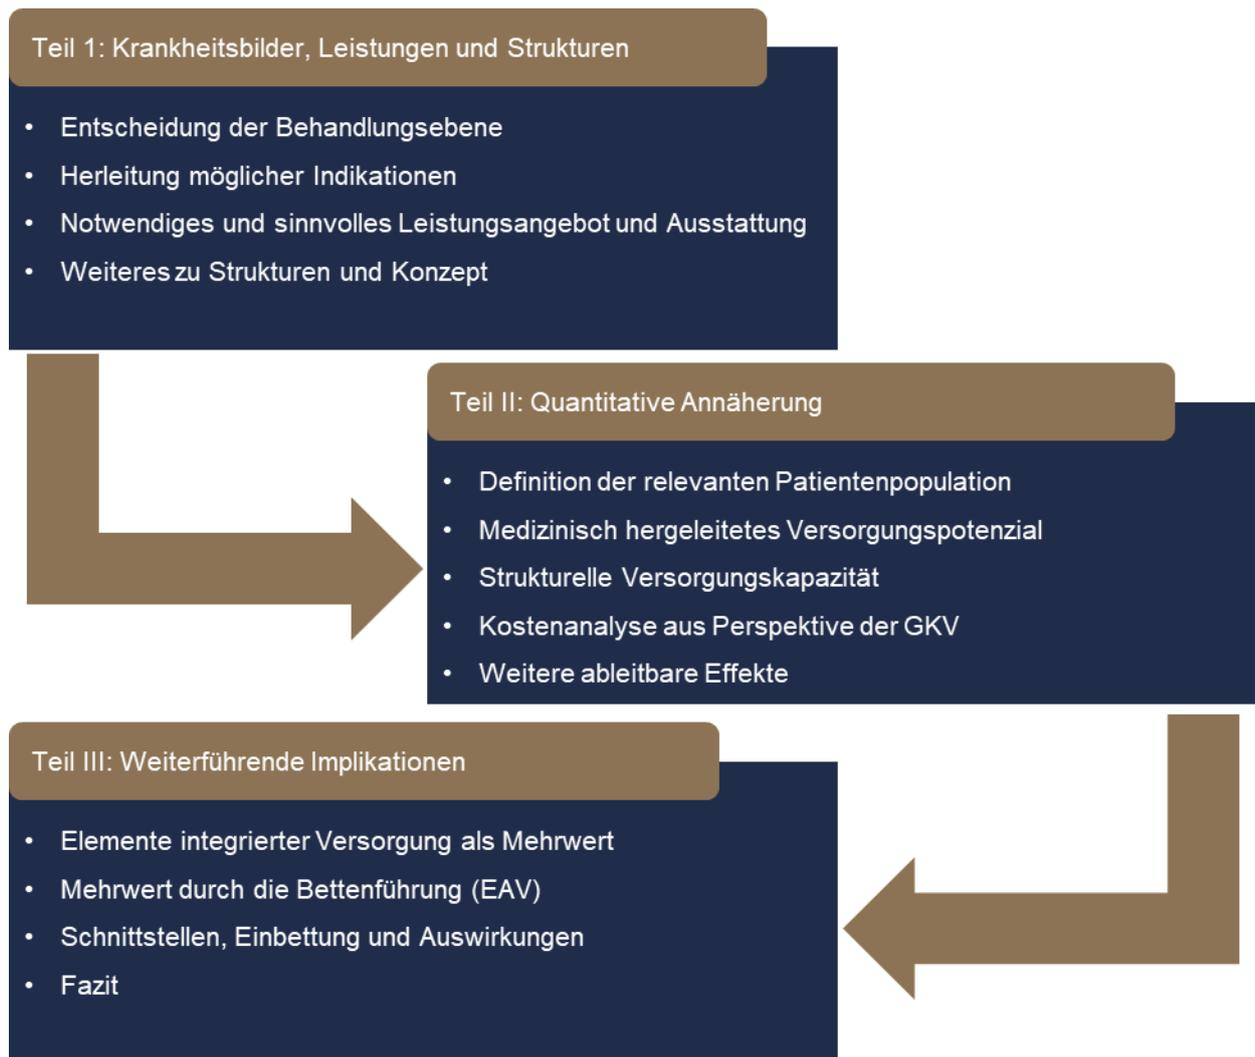 Teil 1: Krankheitsbilder, Leistungen und Strukturen
• Entscheidung der Behandlungsebene
• Herleitung möglicher Indikationen
• Notwendiges und sinnvolles Leistungsangebot und Ausstattung
• Weiteres zu Strukturen und Konzept
Teil II: Quantitative Annäherung
• Definition der relevanten Patientenpopulation
• Medizinisch hergeleitetes Versorgungspotenzial
• Strukturelle Versorgungskapazität
• Kostenanalyse aus Perspektive der GKV
• Weitere ableitbare Effekte
Teil III: Weiterführende Implikationen
• Elemente integrierter Versorgung als Mehrwert
• Mehrwert durch die Bettenführung (EAV)
• Schnittstellen, Einbettung und Auswirkungen
• Fazit